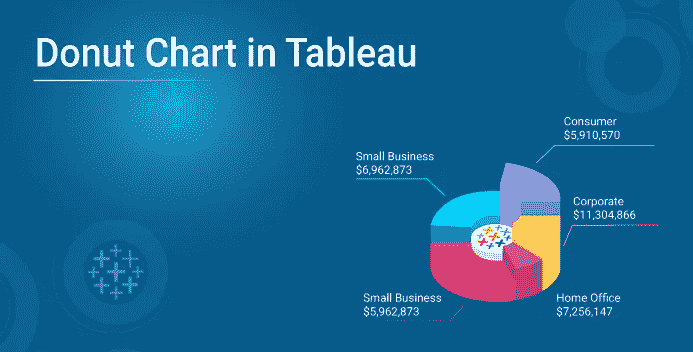 Donut Chart in Tableau
Consumer
$5,910,570
Small Business
$6,962,873
Corporate
$11,304,866
Small Business
$5,962,873
Home Office
$7,256,147